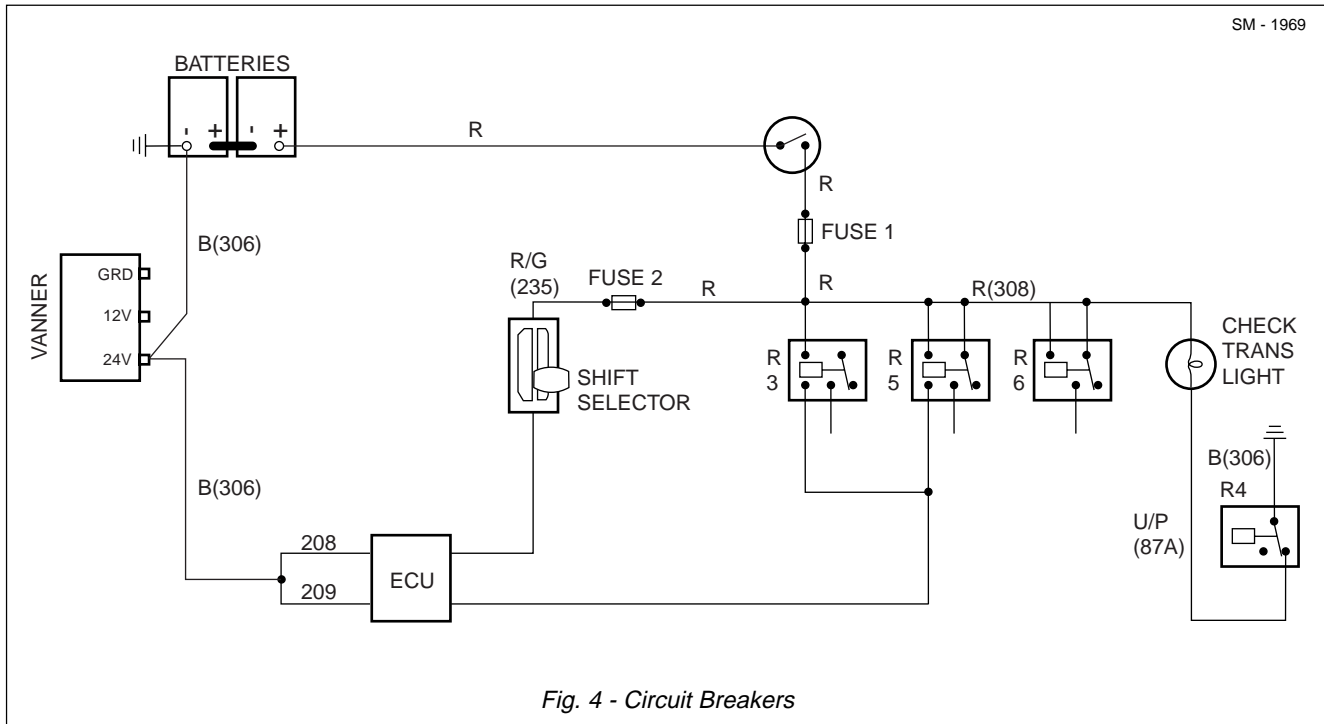 SM - 1969
BATTERIES
- + - +
R
R
FUSE 1
B(306)
R/G
(235)
FUSE 2
R
R
R(308)
VANNER
GRD
12V
24V
SHIFT
SELECTOR
R
3
R
5
R
6
CHECK
TRANS
LIGHT
B(306)
R4
B(306)
U/P
(87A)
208
209
ECU
Fig. 4 - Circuit Breakers